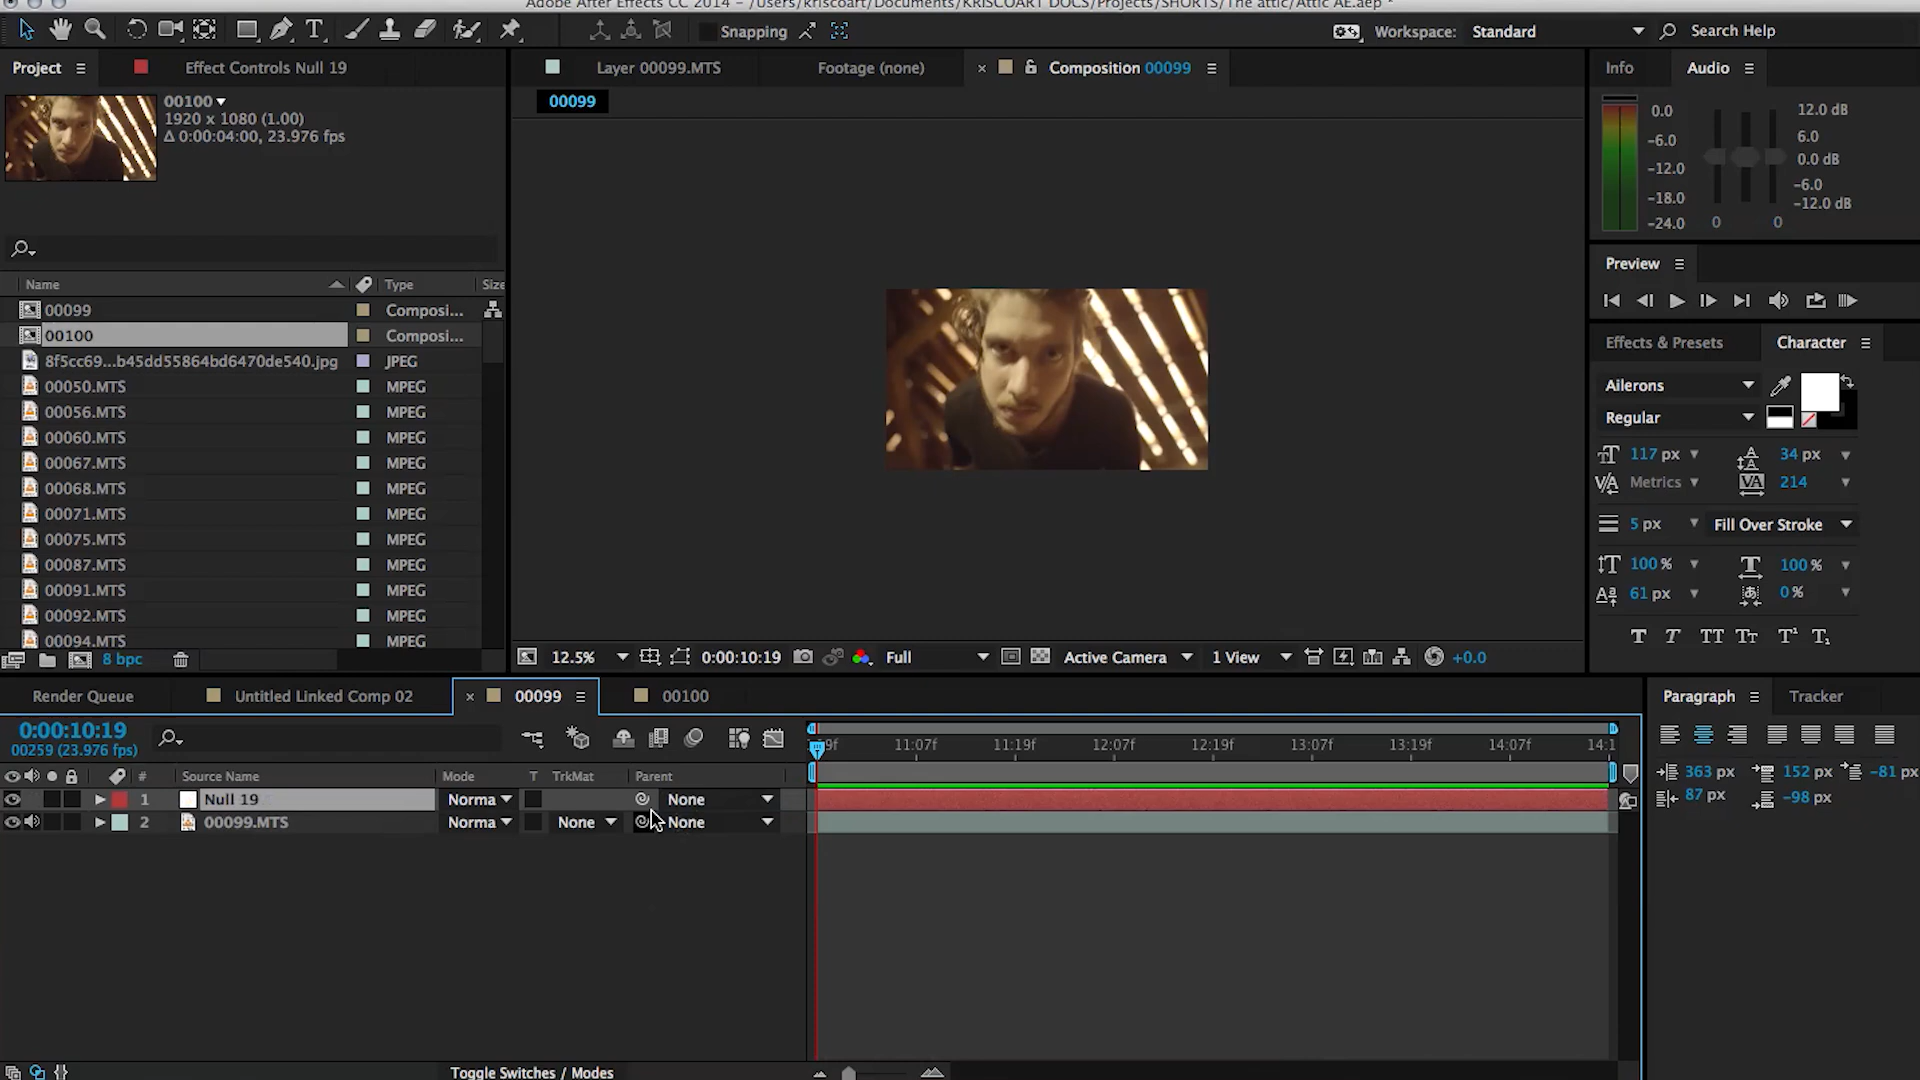 Adobe After Effects CC 2014 - /Users/kriscoart/Documents/KRISCOART DOCS/Projects/SHORTS/The attic/Attic AE.aep *
Snapping
Workspace: Standard
Search Help
Project
Effect Controls Null 19
Layer 00099.MTS
Footage (none)
× Composition 00099
Info
Audio
00100
1920 x 1080 (1.00)
Δ 0:00:04:00, 23.976 fps
00099
0.0
-6.0
-12.0
-18.0
-24.0
12.0 dB
6.0
0.0 dB
-6.0
-12.0 dB
0 0
Name Type Size
00099 Composi...
00100 Composi...
8f5cc69...b45dd55864bd6470de540.jpg JPEG
00050.MTS MPEG
00056.MTS MPEG
00060.MTS MPEG
00067.MTS MPEG
00068.MTS MPEG
00071.MTS MPEG
00075.MTS MPEG
00087.MTS MPEG
00091.MTS MPEG
00092.MTS MPEG
00094.MTS MPEG
8 bpc
Preview
Effects & Presets
Character
Ailerons
Regular
117 px 34 px
Metrics 214
5 px Fill Over Stroke
100 % 100 %
61 px 0 %
T T TT Tt T¹ T₁
12.5% 0:00:10:19 Full Active Camera 1 View +0.0
Render Queue
Untitled Linked Comp 02
× 00099
00100
Paragraph
Tracker
0:00:10:19
00259 (23.976 fps)
9f 11:07f 11:19f 12:07f 12:19f 13:07f 13:19f 14:07f 14:1
# Source Name Mode T TrkMat Parent
1 Null 19 Norma None
2 00099.MTS Norma None None
363 px 152 px -81 px
87 px -98 px
Toggle Switches / Modes